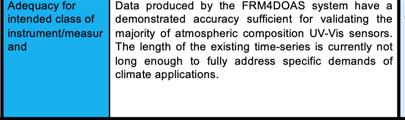 Adequacy for
intended class of
instrument/measur
and
Data produced by the FRM4DOAS system have a
demonstrated accuracy sufficient for validating the
majority of atmospheric composition UV-Vis sensors.
The length of the existing time-series is currently not
long enough to fully address specific demands of
climate applications.